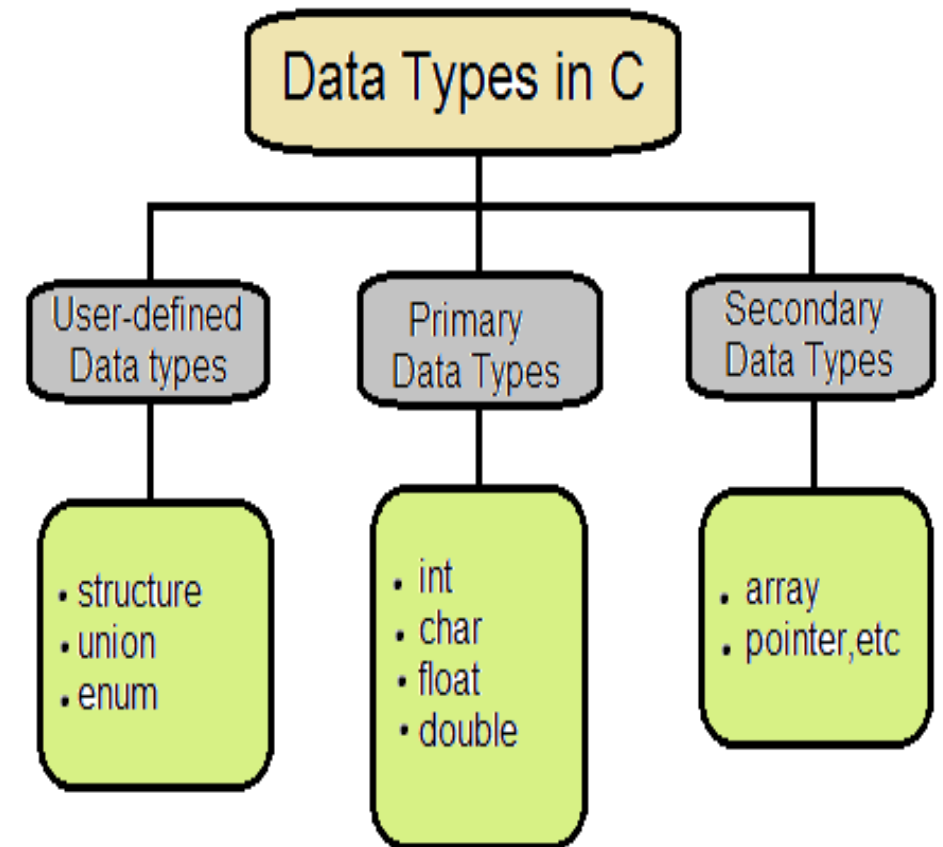 Data Types in C
User-defined
Data types
• structure
• union
• enum
Primary
Data Types
• int
• char
• float
• double
Secondary
Data Types
• array
• pointer,etc